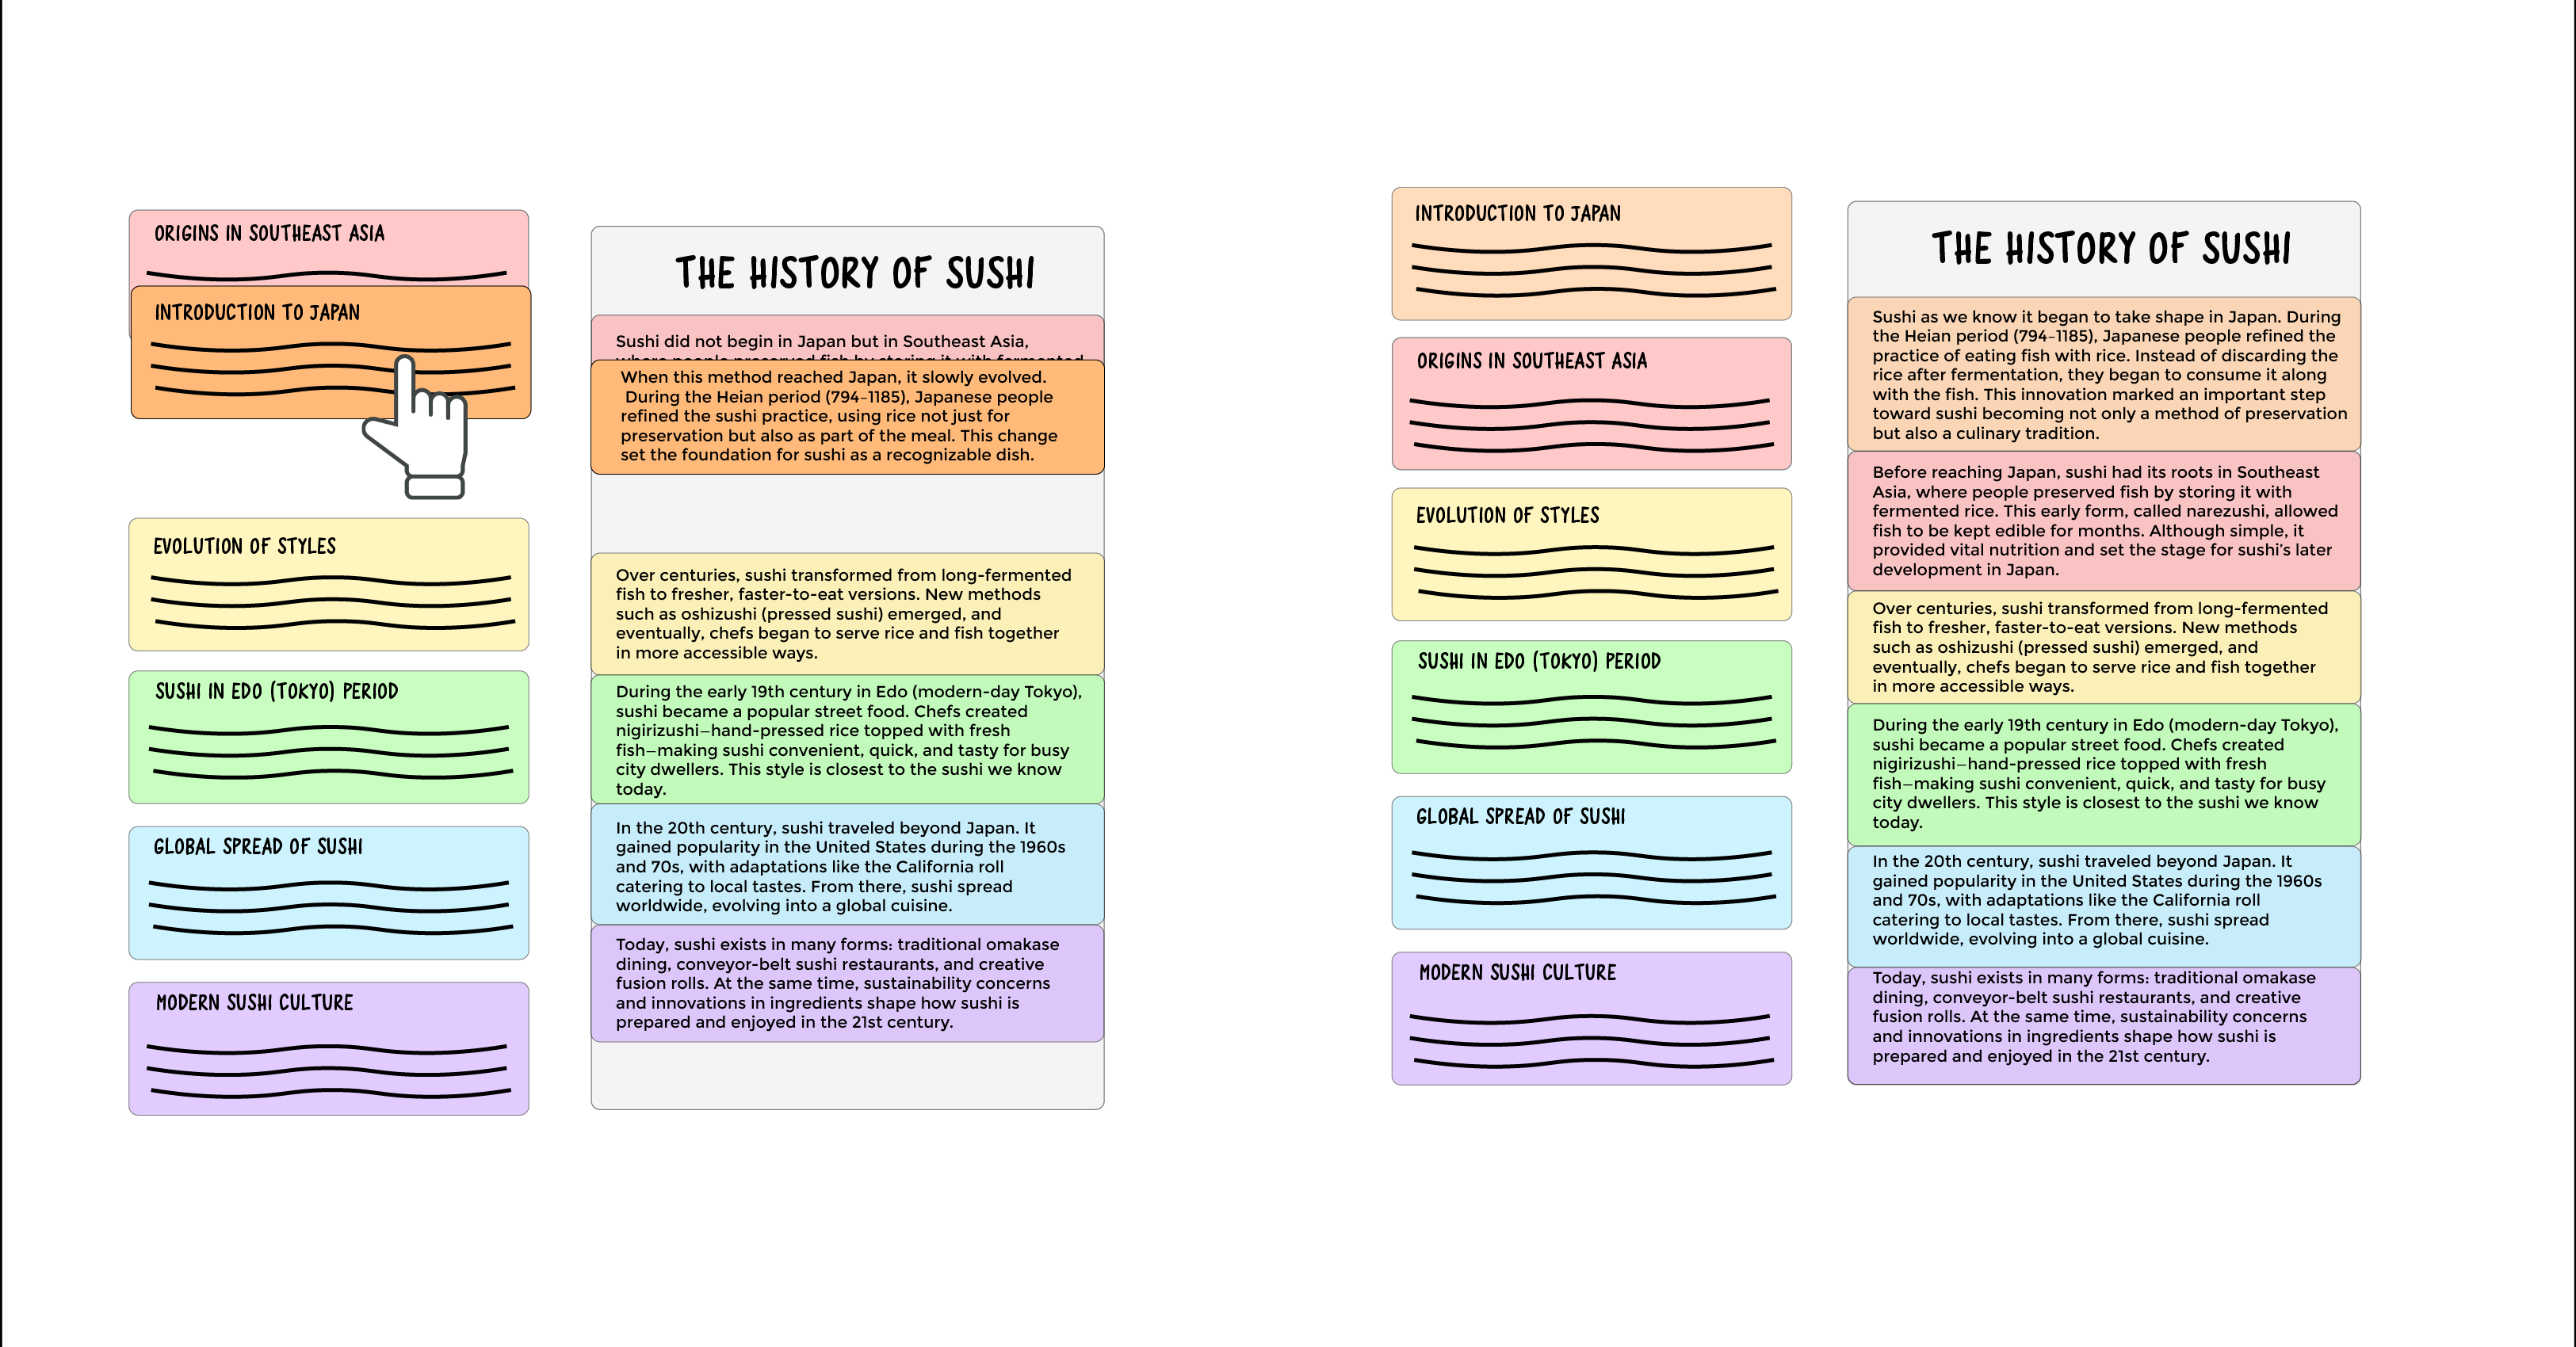 ORIGINS IN SOUTHEAST ASIA
INTRODUCTION TO JAPAN
EVOLUTION OF STYLES
SUSHI IN EDO (TOKYO) PERIOD
GLOBAL SPREAD OF SUSHI
MODERN SUSHI CULTURE
THE HISTORY OF SUSHI
Sushi did not begin in Japan but in Southeast Asia,
where people preserved fish by storing it with fermented
When this method reached Japan, it slowly evolved.
During the Heian period (794-1185), Japanese people
refined the sushi practice, using rice not just for
preservation but also as part of the meal. This change
set the foundation for sushi as a recognizable dish.
Over centuries, sushi transformed from long-fermented
fish to fresher, faster-to-eat versions. New methods
such as oshizushi (pressed sushi) emerged, and
eventually, chefs began to serve rice and fish together
in more accessible ways.
During the early 19th century in Edo (modern-day Tokyo),
sushi became a popular street food. Chefs created
nigirizushi—hand-pressed rice topped with fresh
fish—making sushi convenient, quick, and tasty for busy
city dwellers. This style is closest to the sushi we know
today.
In the 20th century, sushi traveled beyond Japan. It
gained popularity in the United States during the 1960s
and 70s, with adaptations like the California roll
catering to local tastes. From there, sushi spread
worldwide, evolving into a global cuisine.
Today, sushi exists in many forms: traditional omakase
dining, conveyor-belt sushi restaurants, and creative
fusion rolls. At the same time, sustainability concerns
and innovations in ingredients shape how sushi is
prepared and enjoyed in the 21st century.
INTRODUCTION TO JAPAN
ORIGINS IN SOUTHEAST ASIA
EVOLUTION OF STYLES
SUSHI IN EDO (TOKYO) PERIOD
GLOBAL SPREAD OF SUSHI
MODERN SUSHI CULTURE
THE HISTORY OF SUSHI
Sushi as we know it began to take shape in Japan. During
the Heian period (794-1185), Japanese people refined the
practice of eating fish with rice. Instead of discarding the
rice after fermentation, they began to consume it along
with the fish. This innovation marked an important step
toward sushi becoming not only a method of preservation
but also a culinary tradition.
Before reaching Japan, sushi had its roots in Southeast
Asia, where people preserved fish by storing it with
fermented rice. This early form, called narezushi, allowed
fish to be kept edible for months. Although simple, it
provided vital nutrition and set the stage for sushi's later
development in Japan.
Over centuries, sushi transformed from long-fermented
fish to fresher, faster-to-eat versions. New methods
such as oshizushi (pressed sushi) emerged, and
eventually, chefs began to serve rice and fish together
in more accessible ways.
During the early 19th century in Edo (modern-day Tokyo),
sushi became a popular street food. Chefs created
nigirizushi—hand-pressed rice topped with fresh
fish—making sushi convenient, quick, and tasty for busy
city dwellers. This style is closest to the sushi we know
today.
In the 20th century, sushi traveled beyond Japan. It
gained popularity in the United States during the 1960s
and 70s, with adaptations like the California roll
catering to local tastes. From there, sushi spread
worldwide, evolving into a global cuisine.
Today, sushi exists in many forms: traditional omakase
dining, conveyor-belt sushi restaurants, and creative
fusion rolls. At the same time, sustainability concerns
and innovations in ingredients shape how sushi is
prepared and enjoyed in the 21st century.